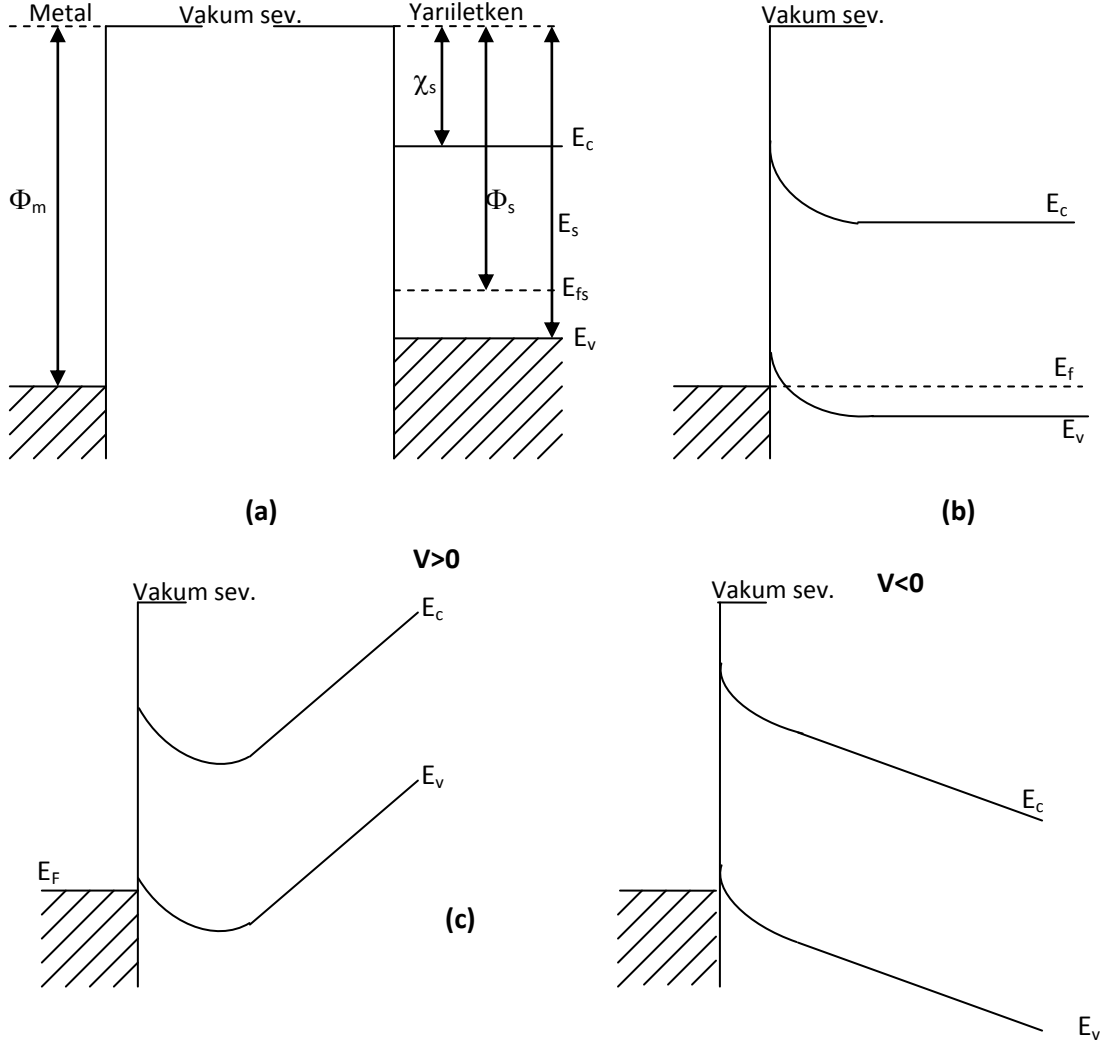 Metal
Vakum sev.
Yarıiletken
Vakum sev.
χs
Ec
Φm
Φs
Es
Efs
Ev
Ec
Ef
Ev
(a)
(b)
V>0
Vakum sev.
Ec
Ev
EF
(c)
V<0
Vakum sev.
Ec
Ev